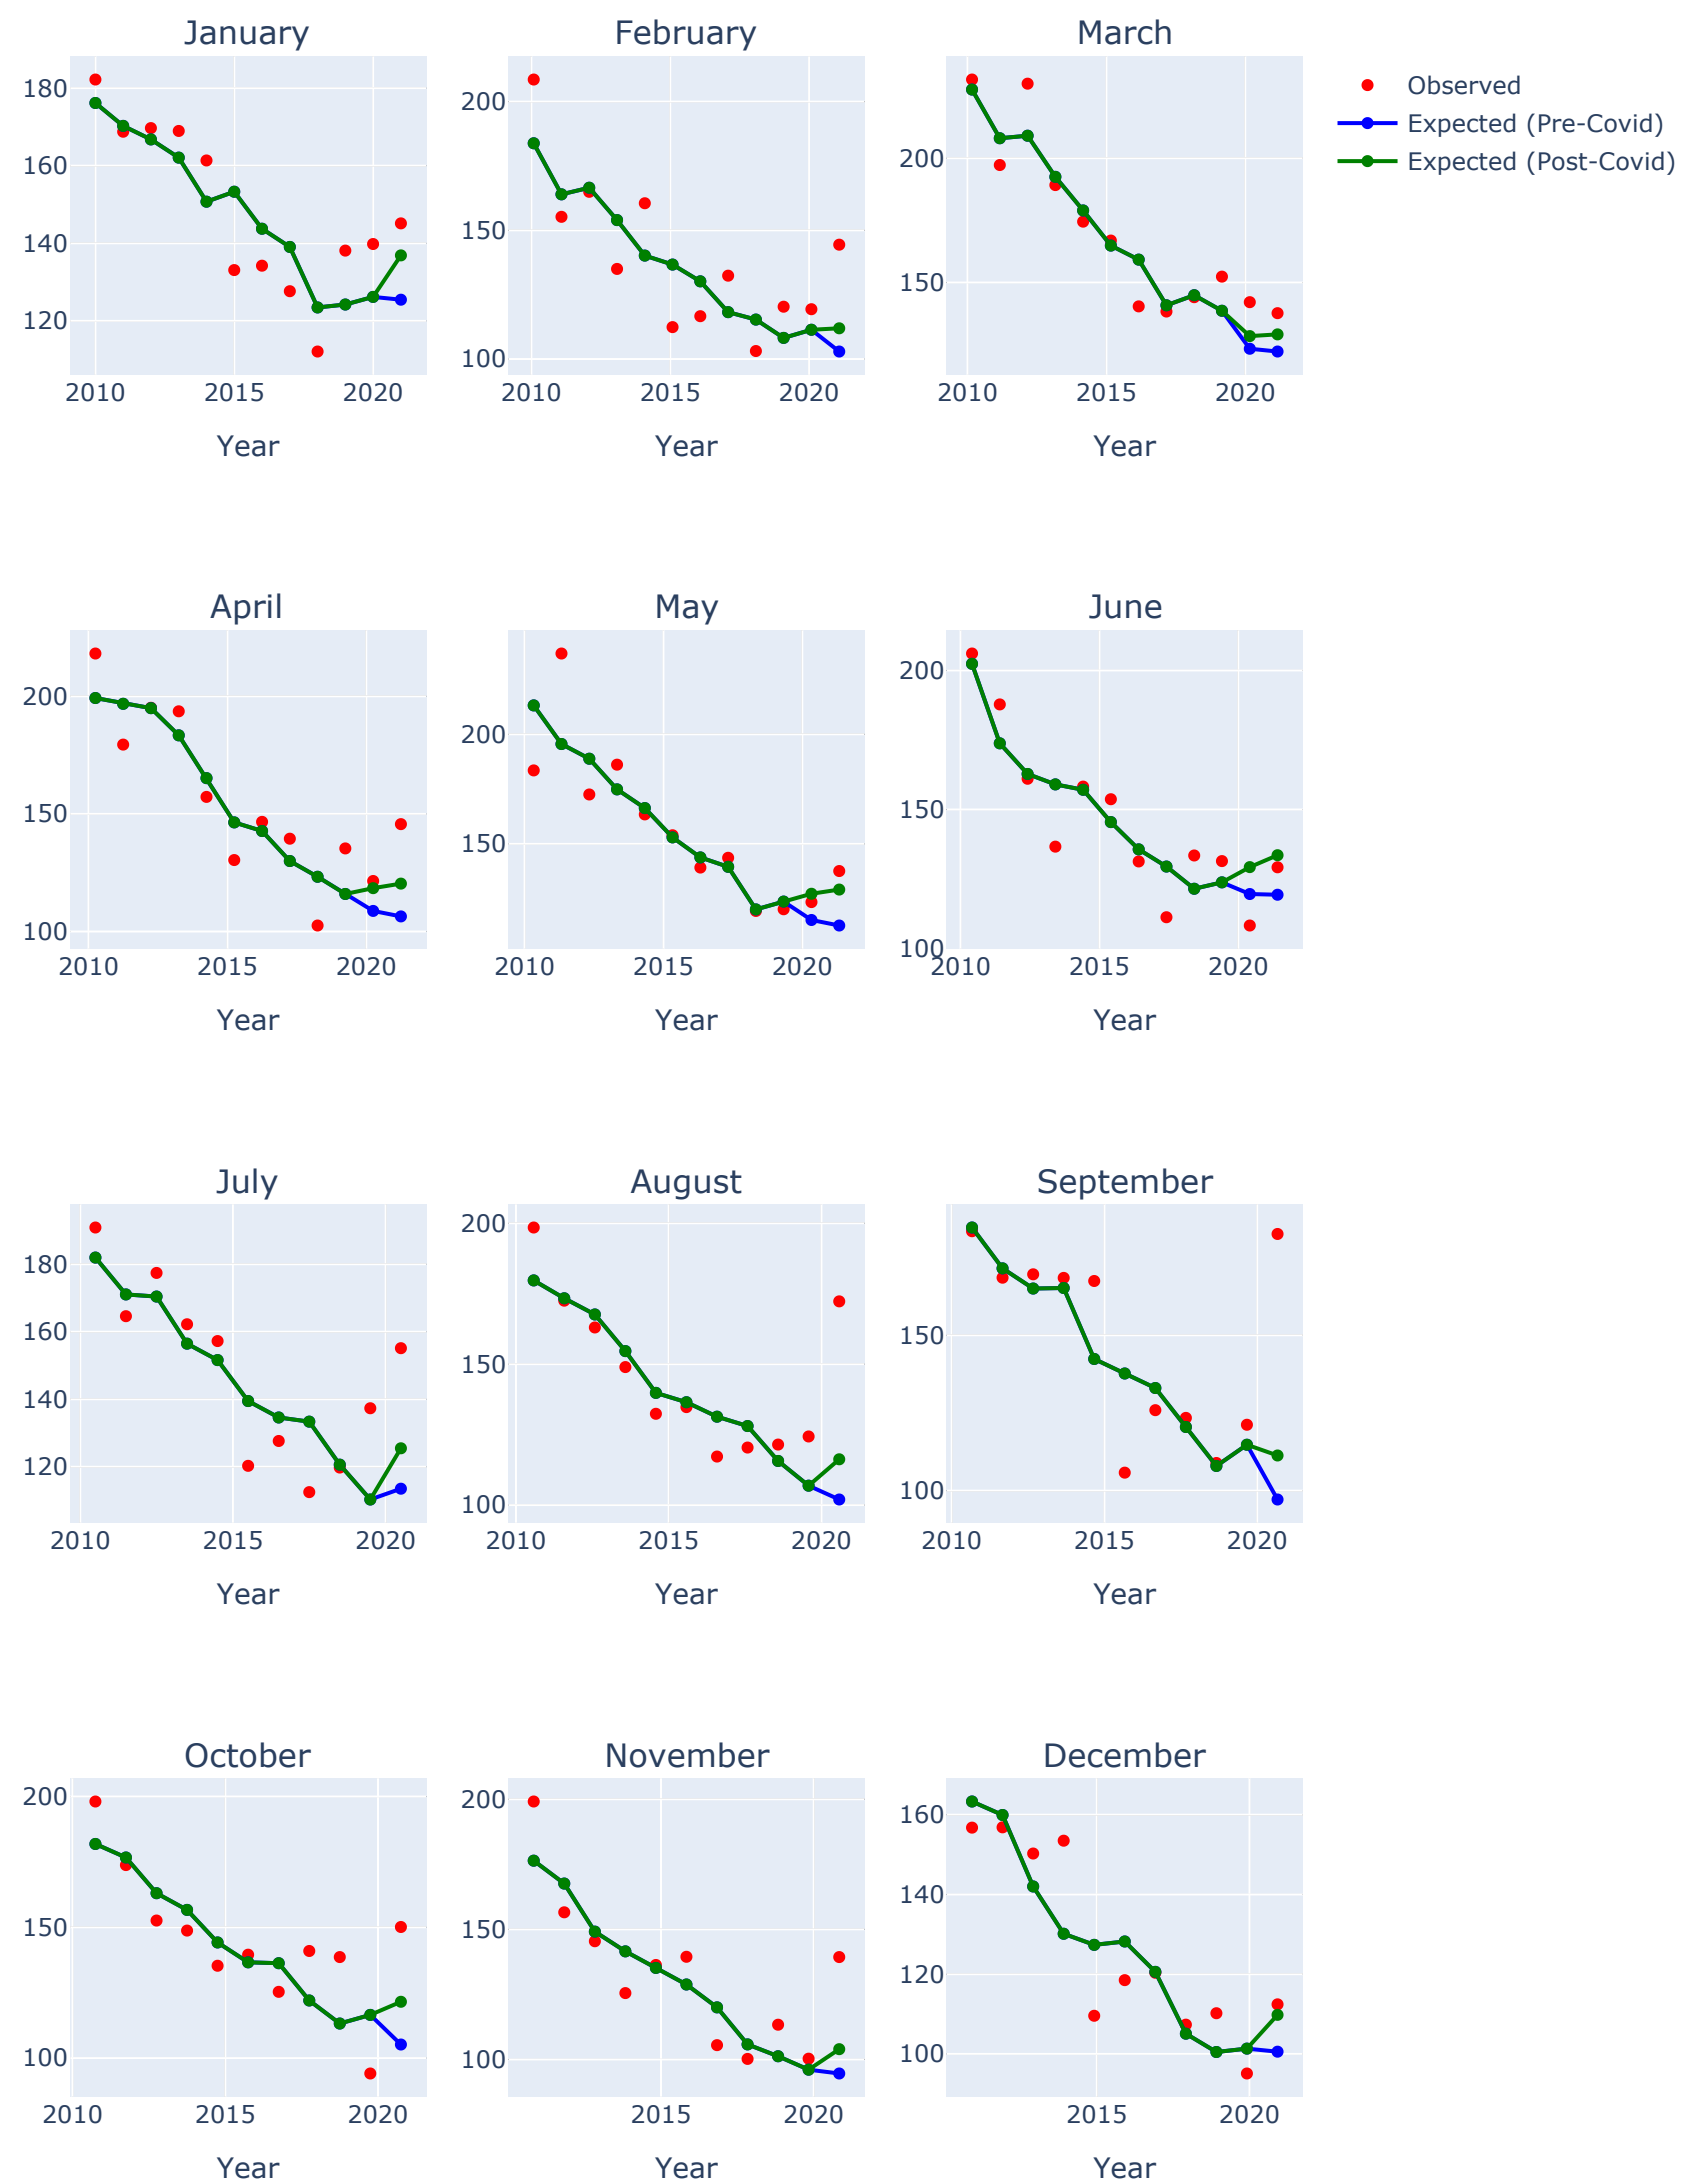 January
February
March
180
160
140
120
200
150
100
200
150
2010
2015
2020
2010
2015
2020
2010
2015
2020
Year
Year
Year
Observed
Expected (Pre-Covid)
Expected (Post-Covid)
April
May
June
200
150
100
200
150
200
150
100
2010
2015
2020
2010
2015
2020
2010
2015
2020
Year
Year
Year
July
August
September
180
160
140
120
200
150
100
150
100
2010
2015
2020
2010
2015
2020
2010
2015
2020
Year
Year
Year
October
November
December
200
150
100
200
150
100
160
140
120
100
2010
2015
2020
2015
2020
2015
2020
Year
Year
Year